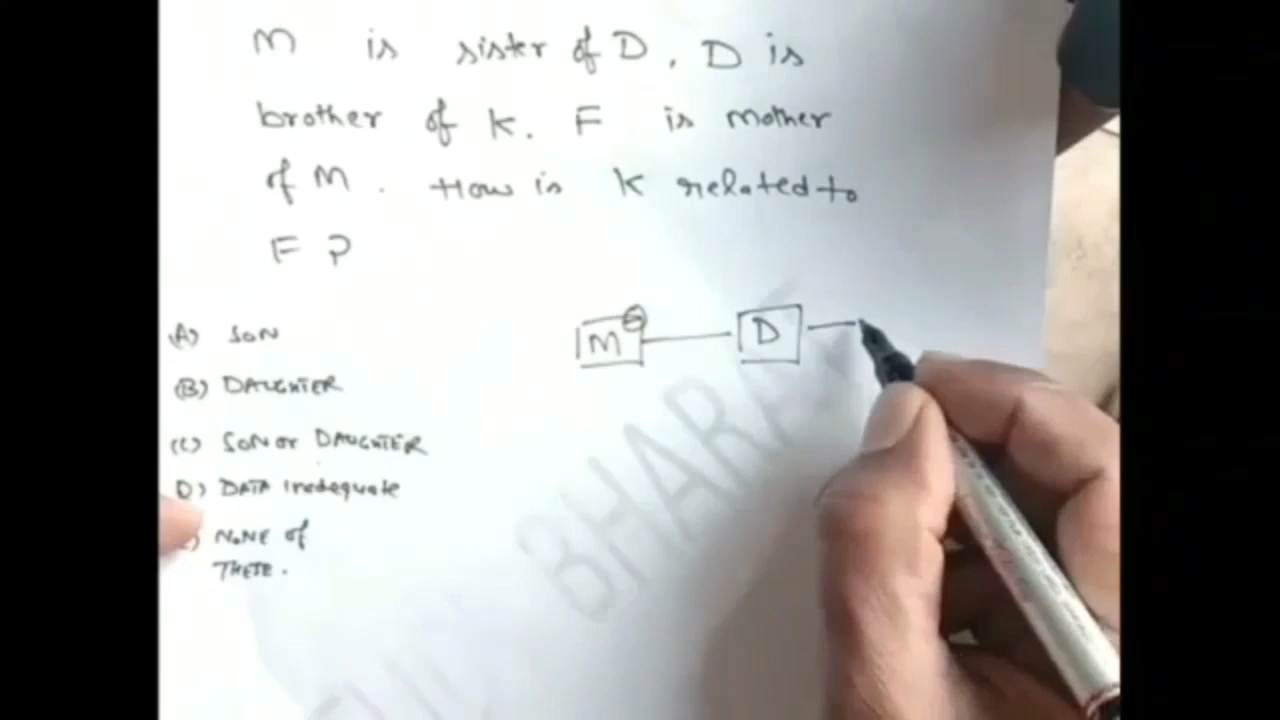 M is sister of D, D is
brother of K. F is mother
of M. How is K related to
F ?
(A) SON
(B) DAUGHTER
(C) SON or DAUGHTER
D) DATA inadequate
) NONE of
THESE.
M D
BHARA